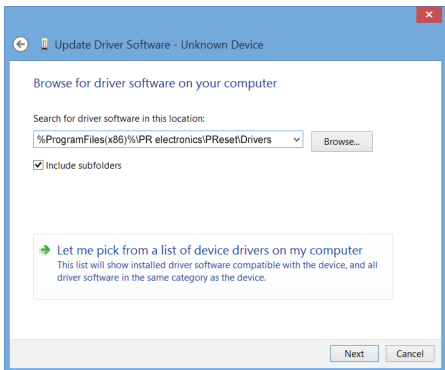 Update Driver Software - Unknown Device
Browse for driver software on your computer
Search for driver software in this location:
%ProgramFiles(x86)%\PR electronics\PReset\Drivers
Browse...
Include subfolders
Let me pick from a list of device drivers on my computer
This list will show installed driver software compatible with the device, and all
driver software in the same category as the device.
Next
Cancel